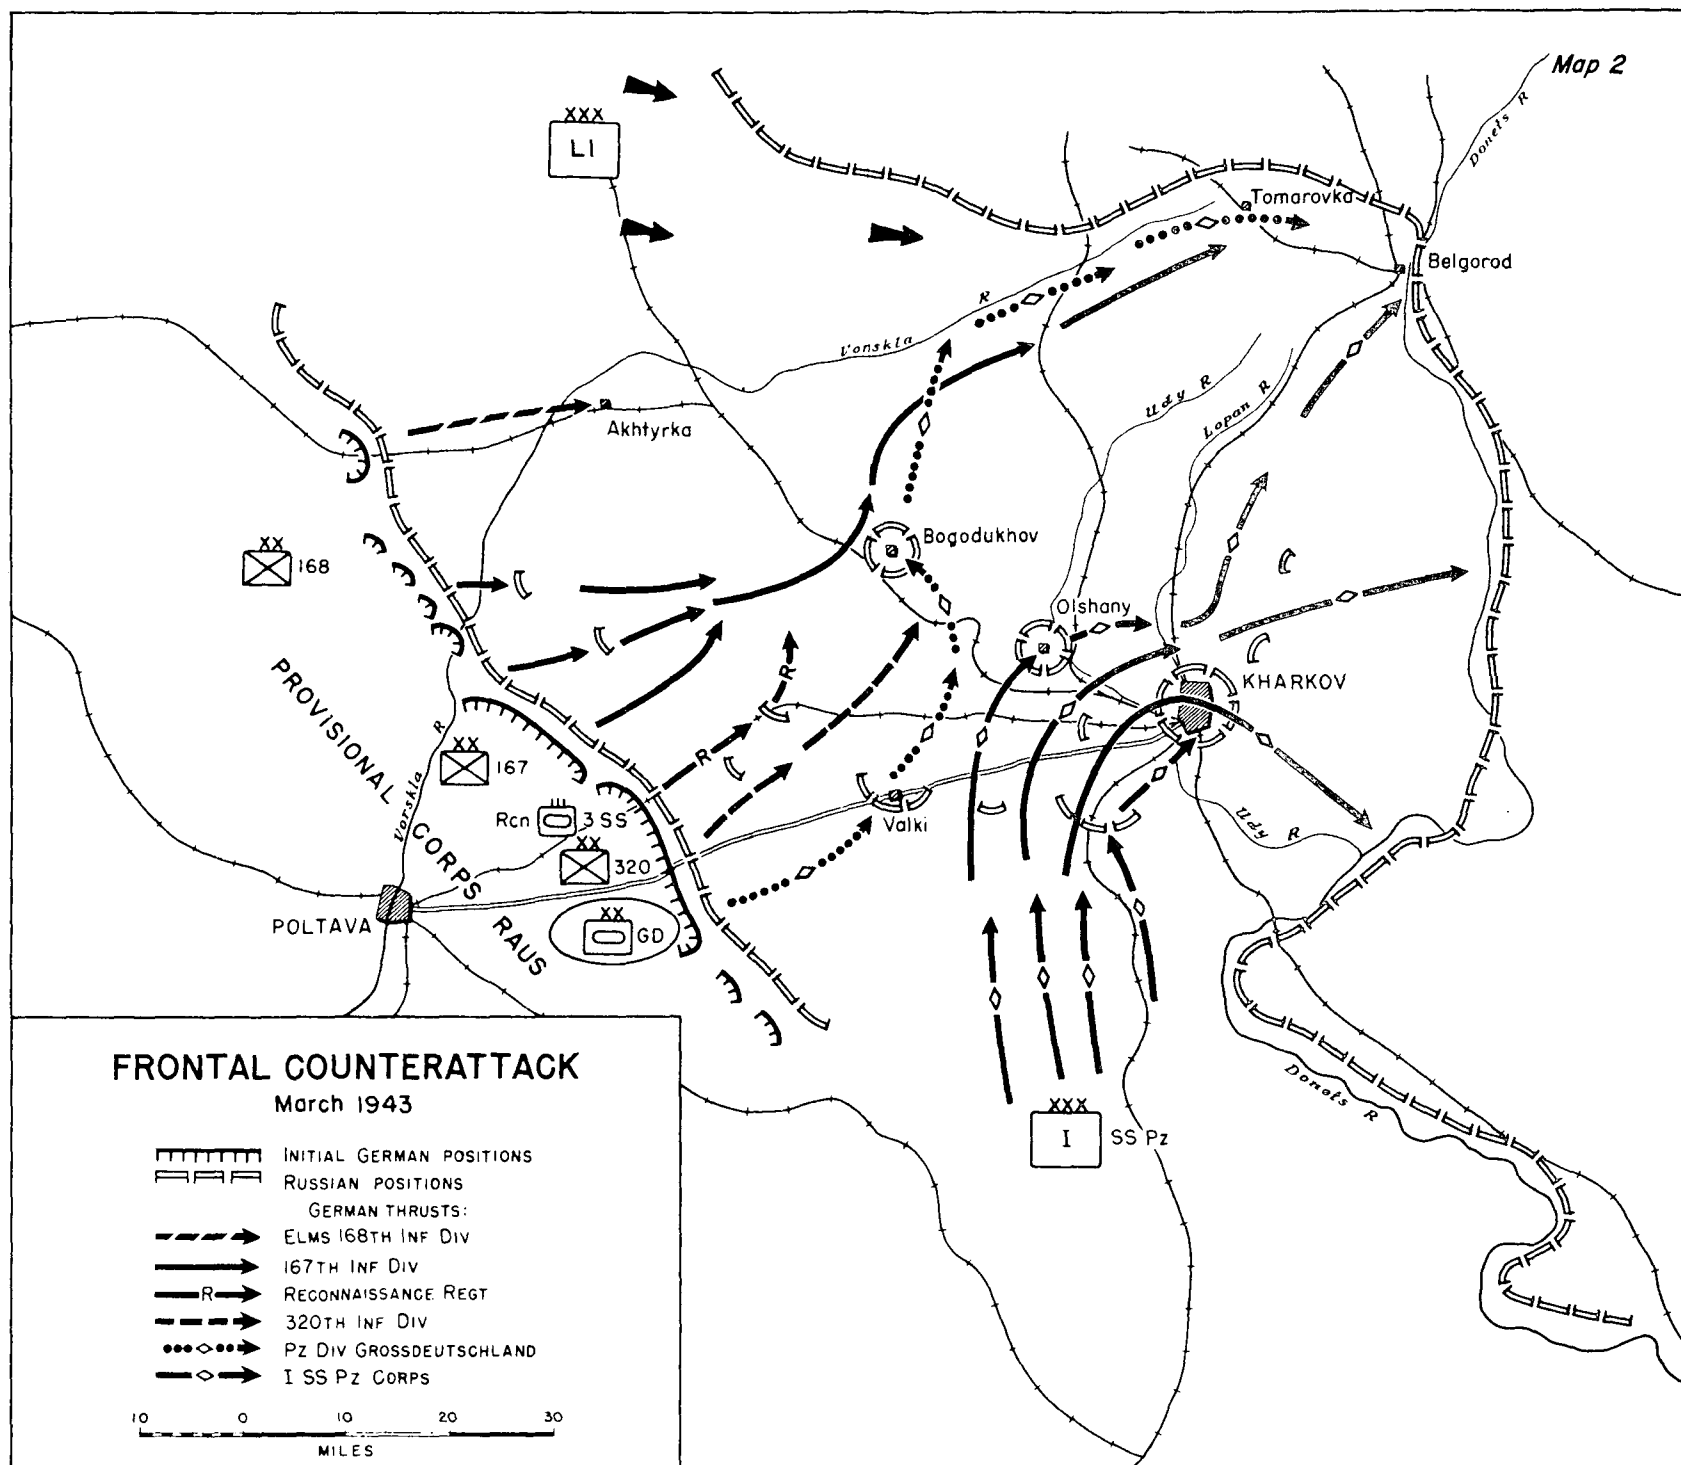 Map 2
XXX
LI
Donets R
Tomarovka
Belgorod
Vonskla R
Udy R
Lopan R
Akhtyrka
Bogodukhov
XX
168
Olshany
KHARKOV
PROVISIONAL CORPS RAUS
R
R
XX
167
Vorskla R
Rcn 3 SS
XX
320
Valki
Udy R
POLTAVA
XX
GD
Donets R
XXX
I SS Pz
FRONTAL COUNTERATTACK
March 1943
INITIAL GERMAN POSITIONS
RUSSIAN POSITIONS
GERMAN THRUSTS:
ELMS 168TH INF DIV
167TH INF DIV
R RECONNAISSANCE REGT
320TH INF DIV
PZ DIV GROSSDEUTSCHLAND
I SS PZ CORPS
10 0 10 20 30
MILES